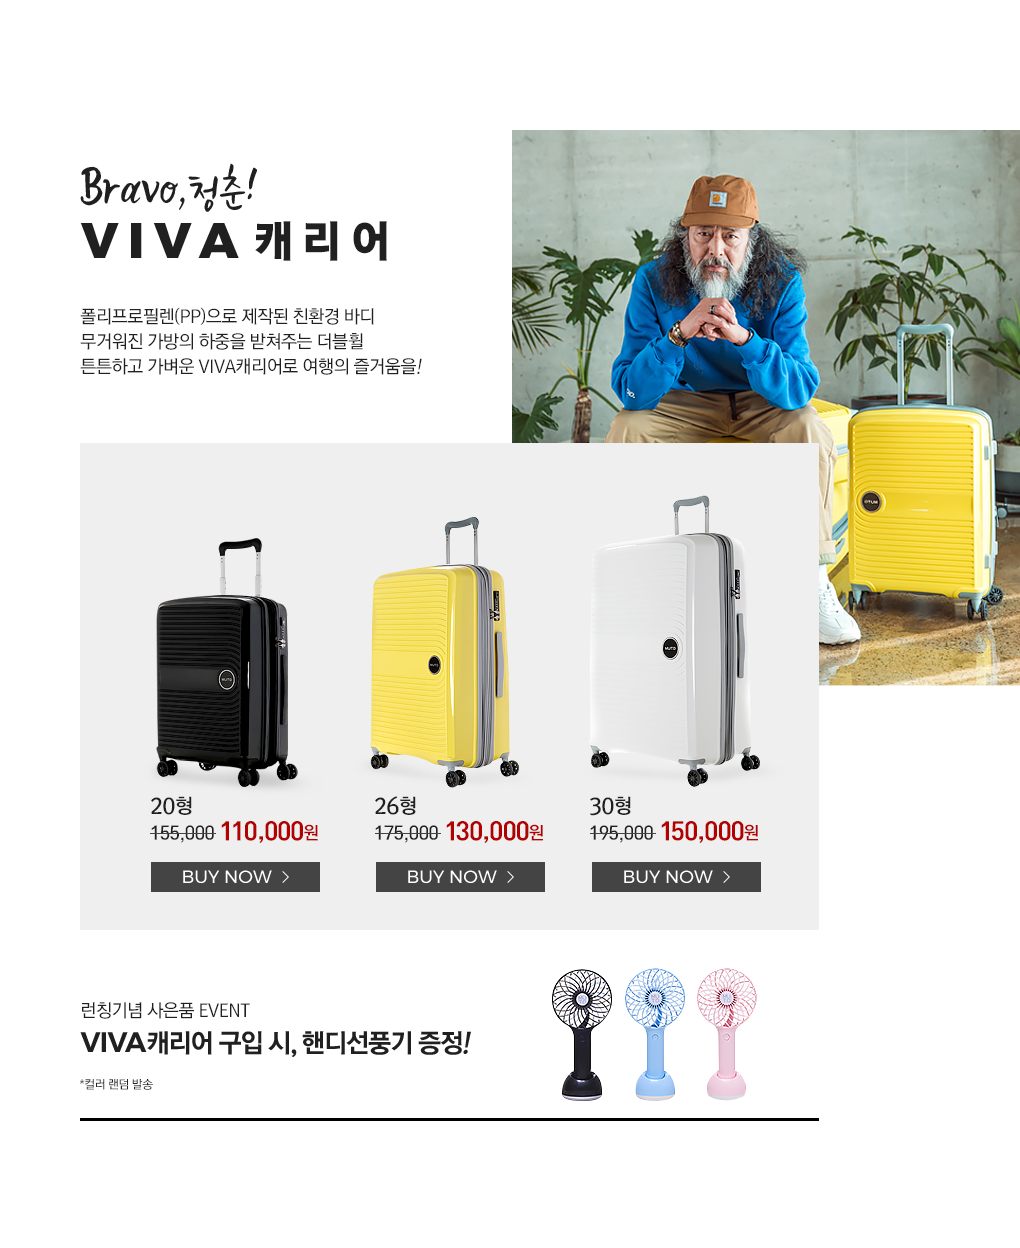 Bravo, 청춘!
VIVA 캐리어
폴리프로필렌(PP)으로 제작된 친환경 바디
무거워진 가방의 하중을 받쳐주는 더블휠
튼튼하고 가벼운 VIVA캐리어로 여행의 즐거움을!
20형
155,000 110,000원
BUY NOW >
26형
175,000 130,000원
BUY NOW >
30형
195,000 150,000원
BUY NOW >
런칭기념 사은품 EVENT
VIVA캐리어 구입 시, 핸디선풍기 증정!
*컬러 랜덤 발송